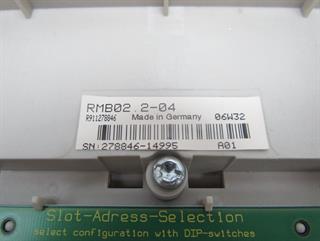 RMB02.2-04
R911278846 Made in Germany 06W32
SN:278846-14995 A01
Slot-Adress-Selection
select configuration with DIP-switches